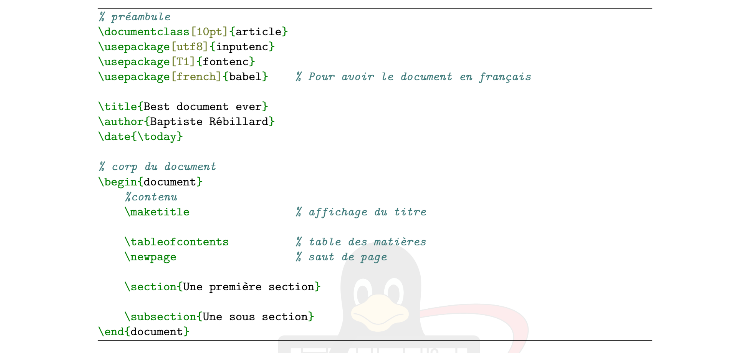 % préambule
\documentclass[10pt]{article}
\usepackage[utf8]{inputenc}
\usepackage[T1]{fontenc}
\usepackage[french]{babel} % Pour avoir le document en français
\title{Best document ever}
\author{Baptiste Rébillard}
\date{\today}
% corp du document
\begin{document}
%contenu
\maketitle % affichage du titre
\tableofcontents % table des matières
\newpage % saut de page
\section{Une première section}
\subsection{Une sous section}
\end{document}